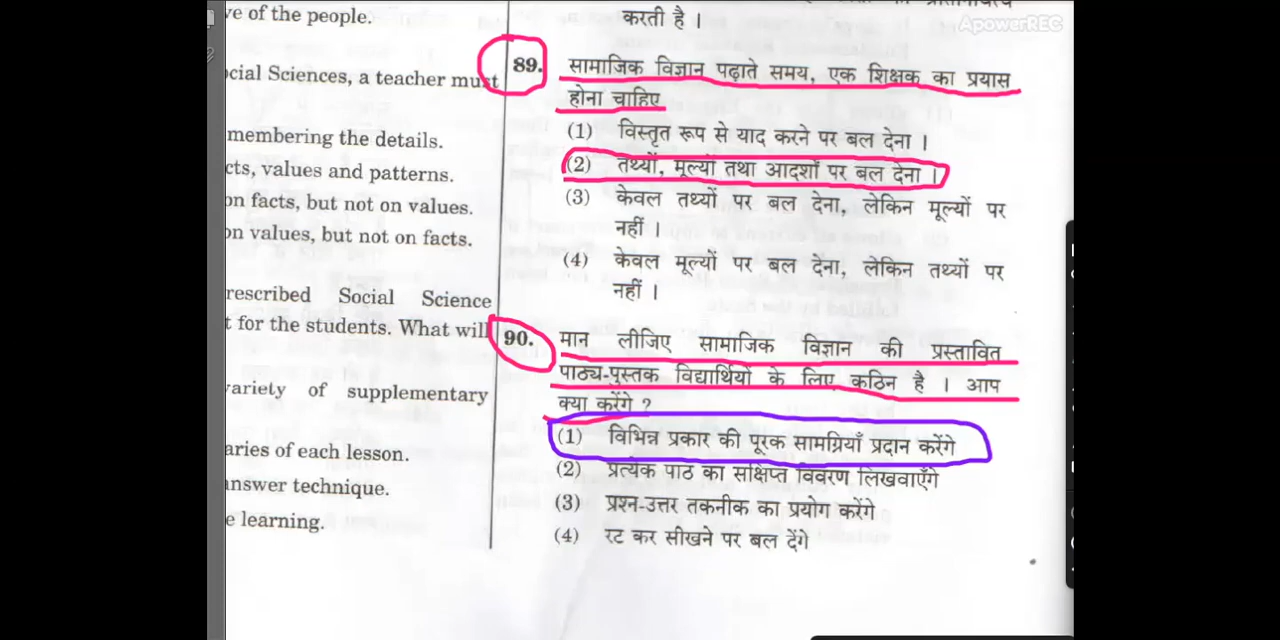 ve of the people.
ocial Sciences, a teacher must
membering the details.
cts, values and patterns.
on facts, but not on values.
on values, but not on facts.
rescribed Social Science
t for the students. What will
variety of supplementary
aries of each lesson.
answer technique.
e learning.
करती है ।
ApowerREC
89. सामाजिक विज्ञान पढ़ाते समय, एक शिक्षक का प्रयास
होना चाहिए
(1) विस्तृत रूप से याद करने पर बल देना ।
(2) तथ्यों, मूल्यों तथा आदर्शों पर बल देना ।
(3) केवल तथ्यों पर बल देना, लेकिन मूल्यों पर
नहीं ।
(4) केवल मूल्यों पर बल देना, लेकिन तथ्यों पर
नहीं ।
90. मान लीजिए सामाजिक विज्ञान की प्रस्तावित
पाठ्य-पुस्तक विद्यार्थियों के लिए कठिन है । आप
क्या करेंगे ?
(1) विभिन्न प्रकार की पूरक सामग्रियाँ प्रदान करेंगे
(2) प्रत्येक पाठ का संक्षिप्त विवरण लिखवाएँगे
(3) प्रश्न-उत्तर तकनीक का प्रयोग करेंगे
(4) रट कर सीखने पर बल देंगे